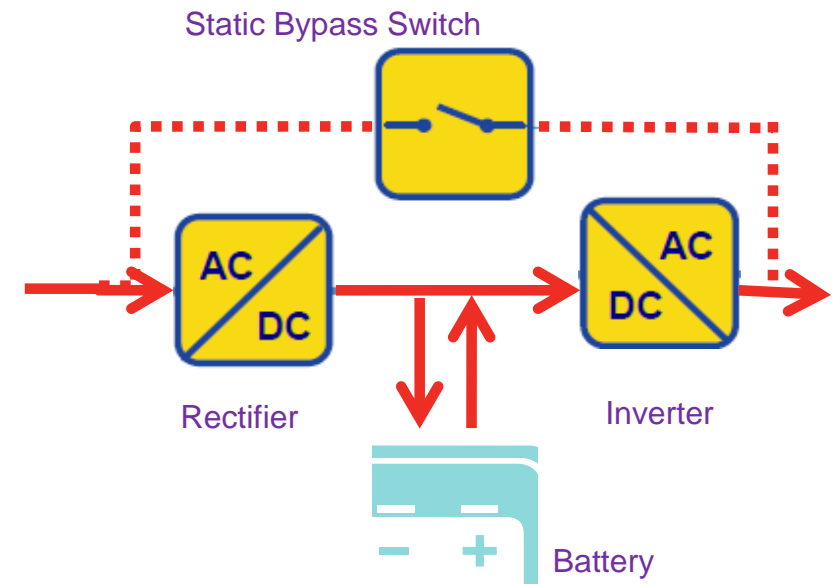 Static Bypass Switch
AC
DC
AC
DC
Rectifier
Inverter
− +
Battery